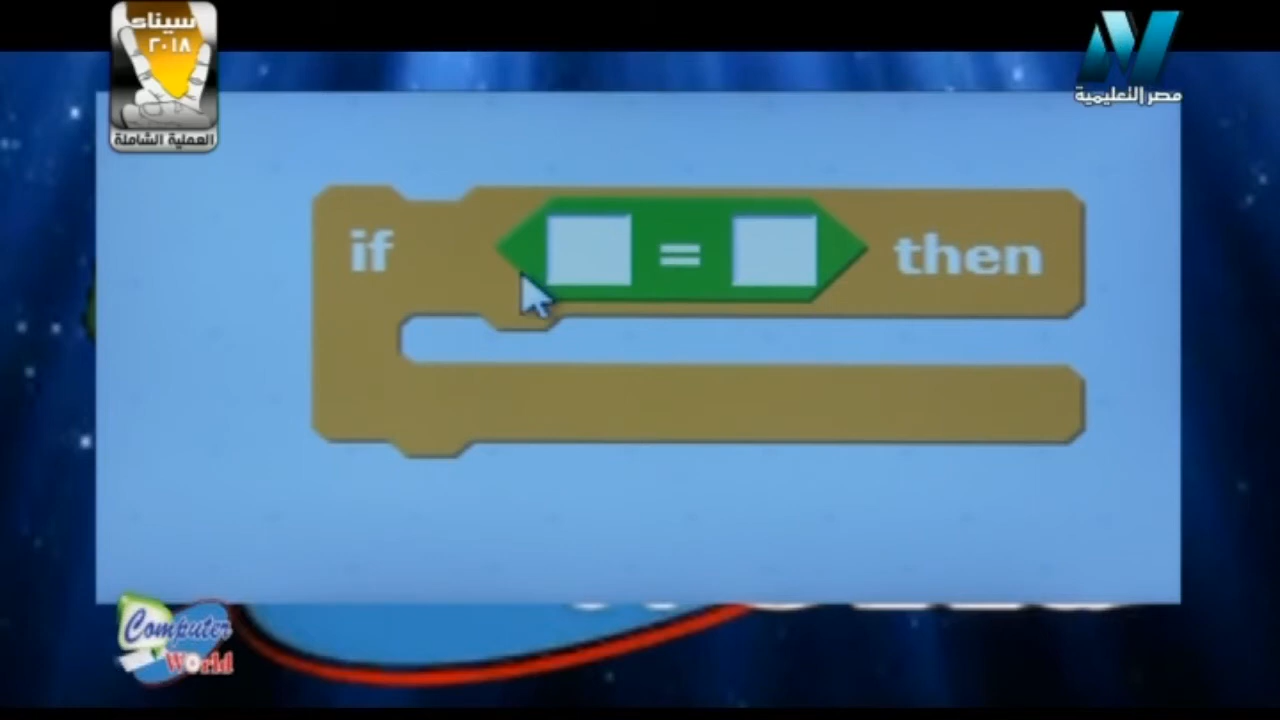 سيناء
٢٠١٨
العملية الشاملة
مصر التعليمية
if = then
Computer
World